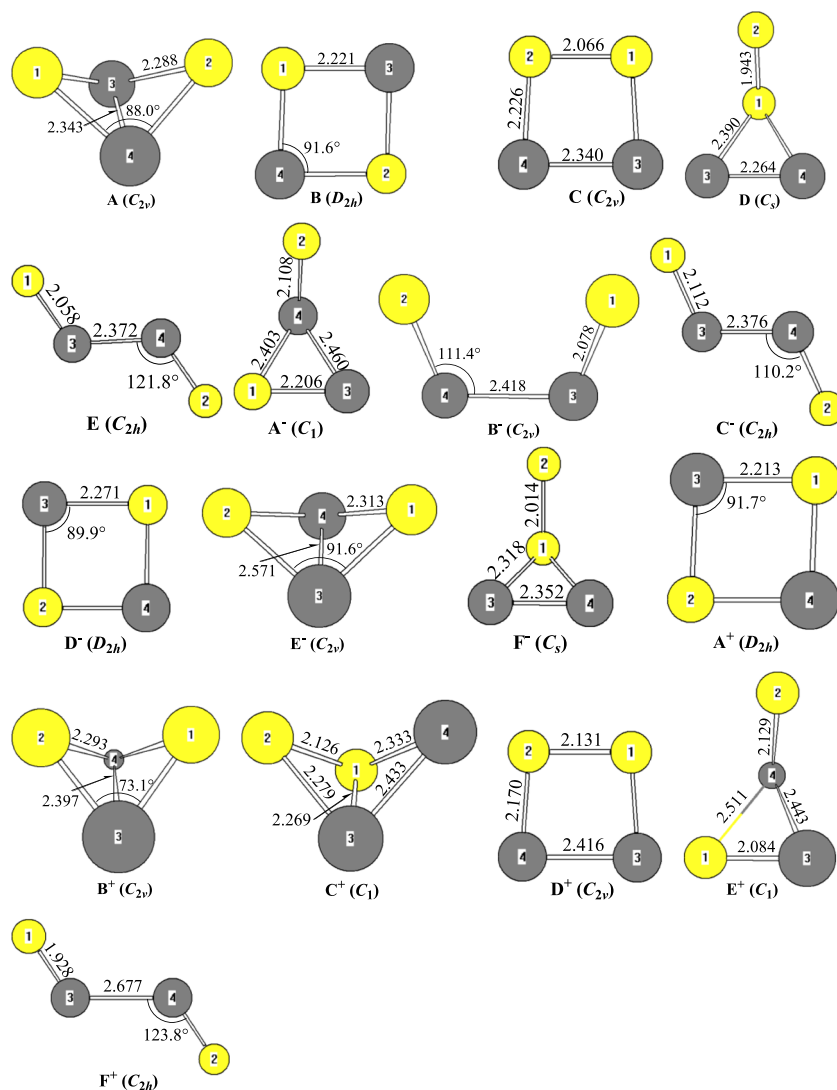 1 3 2 2.288 2.343 88.0° 4
A (C2v)
1 2.221 3 91.6° 4 2
B (D2h)
2 2.066 1 2.226 4 2.340 3
C (C2v)
2 1.943 1 2.390 3 2.264 4
D (Cs)
1 2.058 3 2.372 4 121.8° 2
E (C2h)
2 2.108 4 2.403 2.460 1 2.206 3
A⁻ (C1)
2 1 111.4° 2.078 4 2.418 3
B⁻ (C2v)
1 2.112 3 2.376 4 110.2° 2
C⁻ (C2h)
3 2.271 1 89.9° 2 4
D⁻ (D2h)
2 4 2.313 1 2.571 91.6° 3
E⁻ (C2v)
2 2.014 1 2.318 3 2.352 4
F⁻ (Cs)
3 2.213 1 91.7° 2 4
A⁺ (D2h)
2 2.293 4 1 2.397 73.1° 3
B⁺ (C2v)
2 2.126 1 2.333 4 2.279 2.269 2.433 3
C⁺ (C1)
2 2.131 1 2.170 4 2.416 3
D⁺ (C2v)
2 2.129 4 2.511 2.443 1 2.084 3
E⁺ (C1)
1 1.928 3 2.677 4 123.8° 2
F⁺ (C2h)